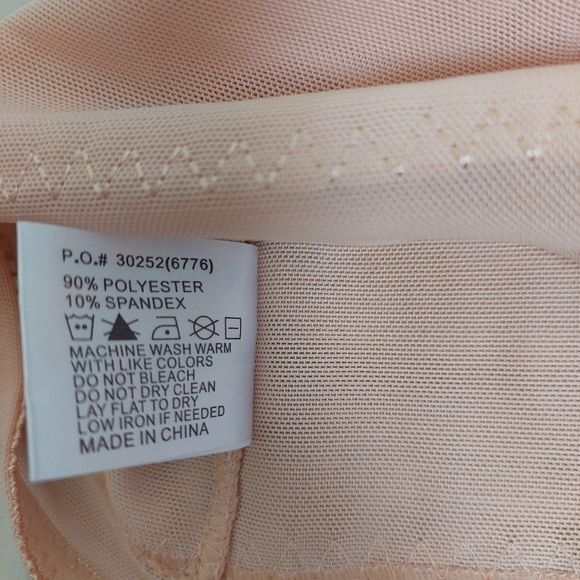 P.O.# 30252(6776)
90% POLYESTER
10% SPANDEX
MACHINE WASH WARM
WITH LIKE COLORS
DO NOT BLEACH
DO NOT DRY CLEAN
LAY FLAT TO DRY
LOW IRON IF NEEDED
MADE IN CHINA